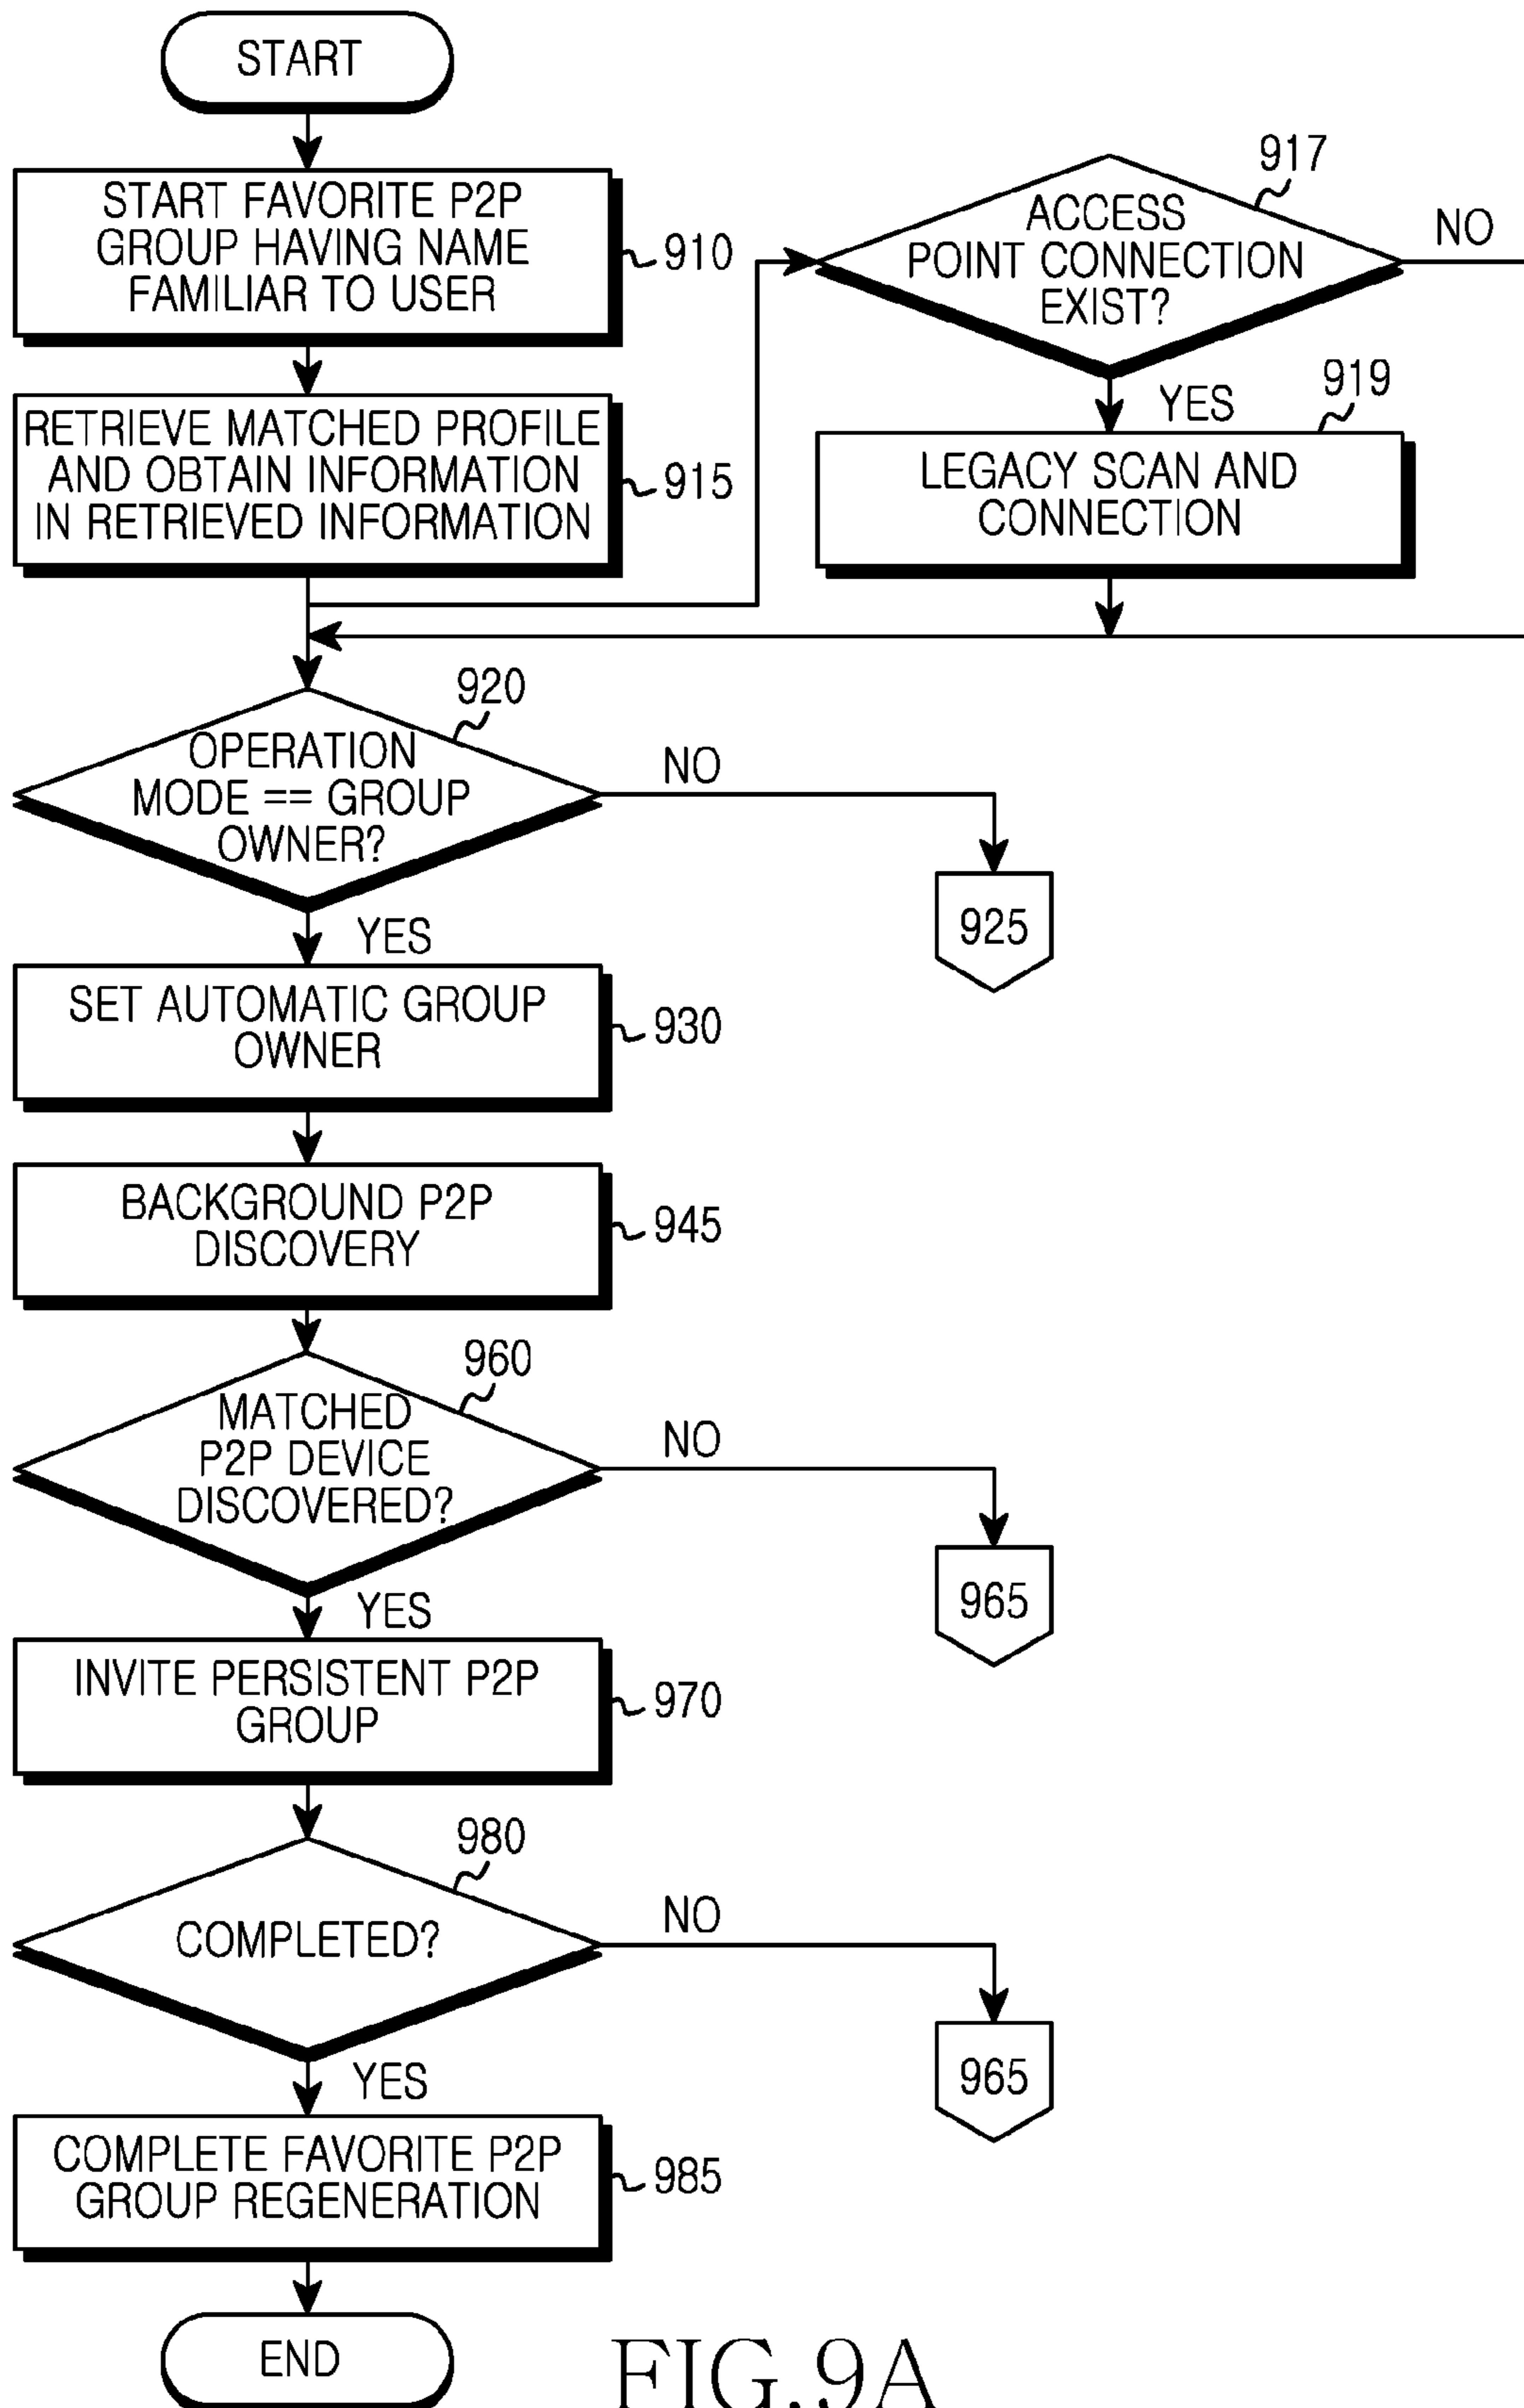 START
START FAVORITE P2P
GROUP HAVING NAME
FAMILIAR TO USER
910
RETRIEVE MATCHED PROFILE
AND OBTAIN INFORMATION
IN RETRIEVED INFORMATION
915
917
ACCESS
POINT CONNECTION
EXIST?
NO
YES
919
LEGACY SCAN AND
CONNECTION
920
OPERATION
MODE == GROUP
OWNER?
NO
925
YES
SET AUTOMATIC GROUP
OWNER
930
BACKGROUND P2P
DISCOVERY
945
960
MATCHED
P2P DEVICE
DISCOVERED?
NO
965
YES
INVITE PERSISTENT P2P
GROUP
970
980
COMPLETED?
NO
965
YES
COMPLETE FAVORITE P2P
GROUP REGENERATION
985
END
FIG.9A